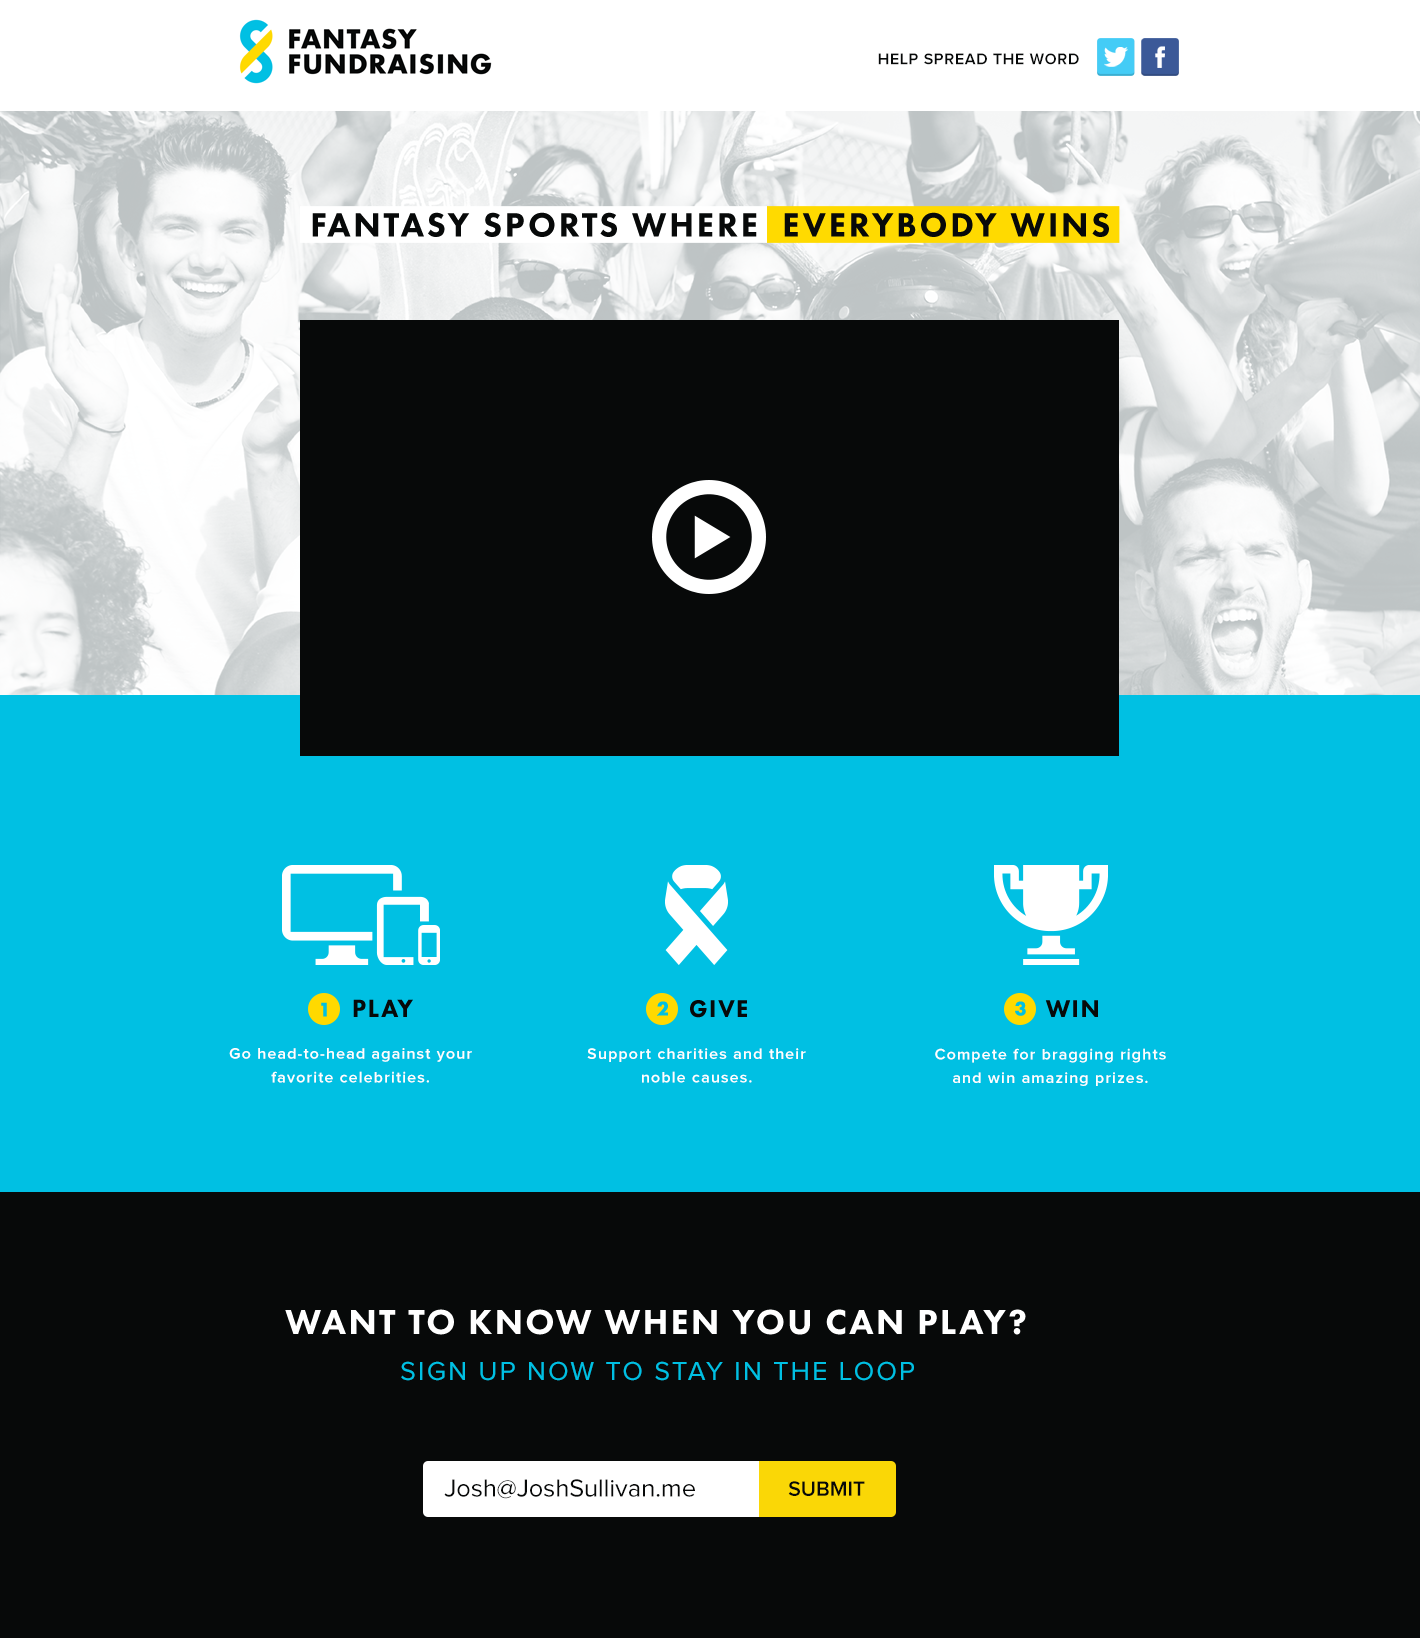 FANTASY
FUNDRAISING
HELP SPREAD THE WORD
FANTASY SPORTS WHERE EVERYBODY WINS
1 PLAY
Go head-to-head against your
favorite celebrities.
2 GIVE
Support charities and their
noble causes.
3 WIN
Compete for bragging rights
and win amazing prizes.
WANT TO KNOW WHEN YOU CAN PLAY?
SIGN UP NOW TO STAY IN THE LOOP
Josh@JoshSullivan.me
SUBMIT